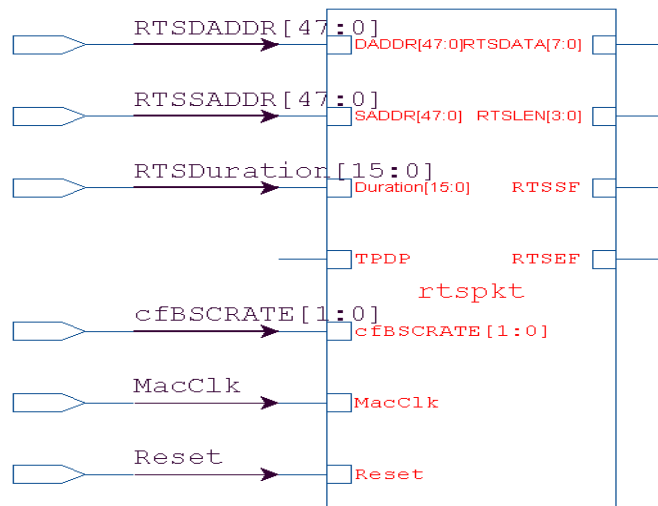 RTSDADDR[47:0]
DADDR[47:0]RTSDATA[7:0]
RTSSADDR[47:0]
SADDR[47:0] RTSLEN[3:0]
RTSDuration[15:0]
Duration[15:0] RTSSF
TPDP RTSEF
rtspkt
cfBSCRATE[1:0]
cfBSCRATE[1:0]
MacClk
MacClk
Reset
Reset